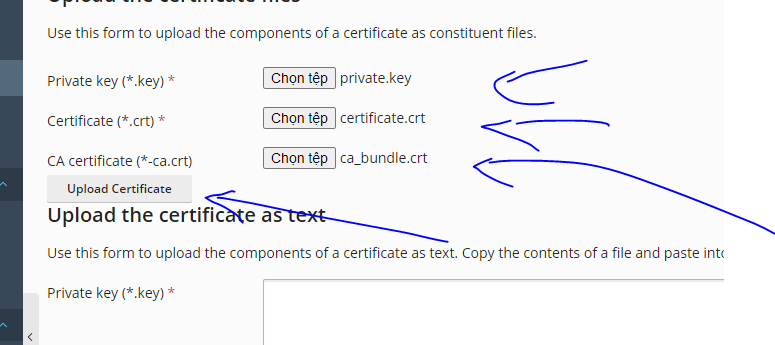 Upload the certificate files
Use this form to upload the components of a certificate as constituent files.
Private key (*.key) * Chọn tệp private.key
Certificate (*.crt) * Chọn tệp certificate.crt
CA certificate (*-ca.crt) Chọn tệp ca_bundle.crt
Upload Certificate
Upload the certificate as text
Use this form to upload the components of a certificate as text. Copy the contents of a file and paste into
Private key (*.key) *